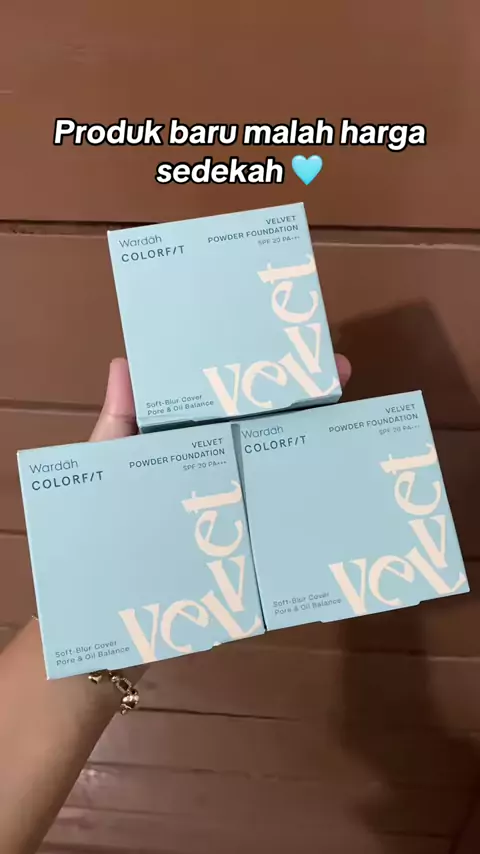 Produk baru malah harga
sedekah 🩵
Wardah
COLORFIT
VELVET
POWDER FOUNDATION
SPF 20 PA+++
velvet
Soft-Blur Cover
Pore & Oil Balance
Wardah
COLORFIT
VELVET
POWDER FOUNDATION
SPF 20 PA+++
velvet
Soft-Blur Cover
Pore & Oil Balance
Wardah
COLORFIT
VELVET
POWDER FOUNDATION
SPF 20 PA+++
velvet
Soft-Blur Cover
Pore & Oil Balance